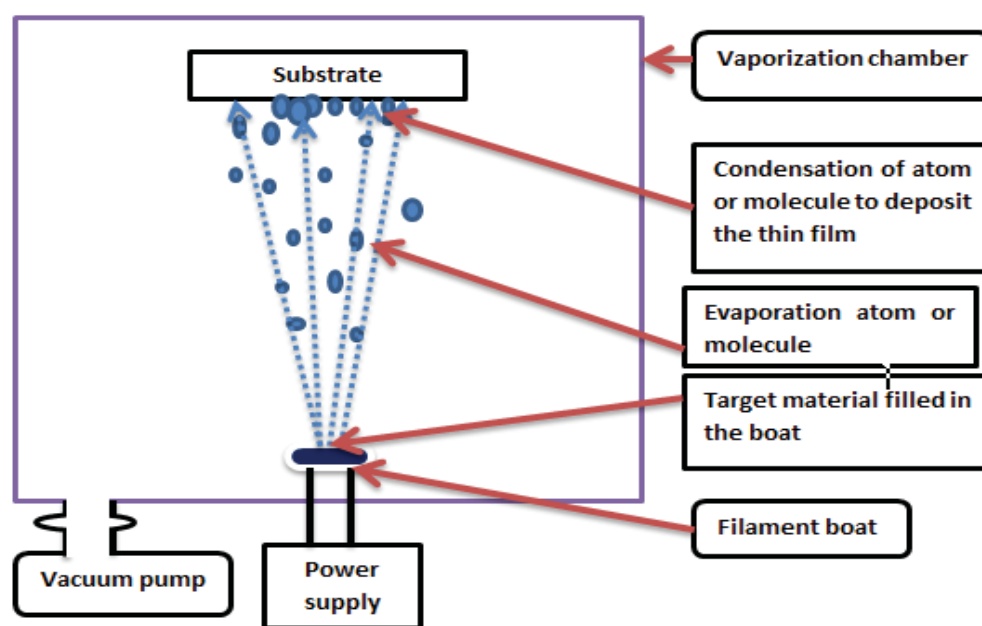 Substrate
Vaporization chamber
Condensation of atom
or molecule to deposit
the thin film
Evaporation atom or
molecule
Target material filled in
the boat
Filament boat
Vacuum pump
Power
supply